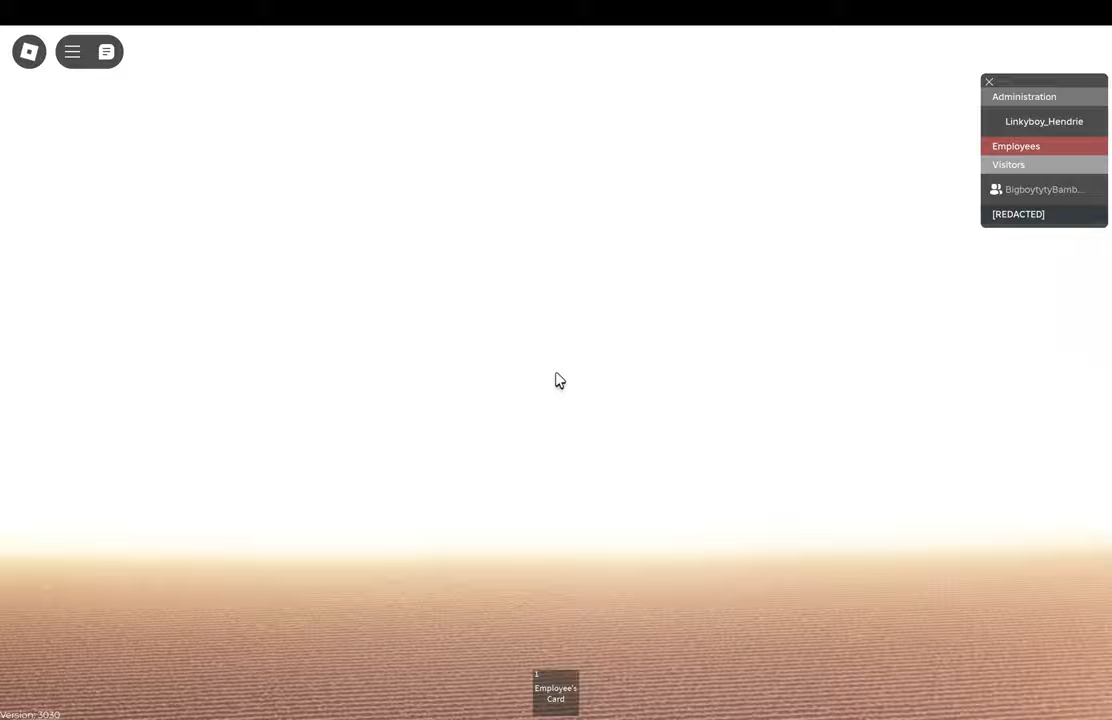 Administration
Linkyboy_Hendrie
Employees
Visitors
BigboytytyBamb...
[REDACTED]
1
Employee's
Card
Version: 3030